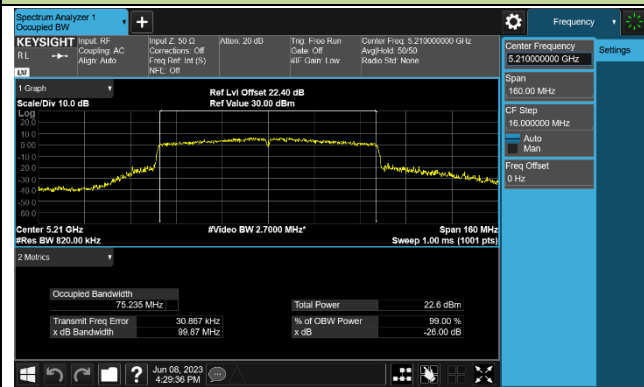 Spectrum Analyzer 1
Occupied BW
Frequency
KEYSIGHT
Input: RF
Input Z: 50 Ω
Atten: 20 dB
Trig: Free Run
Center Freq: 5.210000000 GHz
RL
Coupling: AC
Corrections: Off
Gate: Off
Avg|Hold: 50/50
Align: Auto
Freq Ref: Int (S)
#IF Gain: Low
Radio Std: None
NFE: Off
LXI
Center Frequency
5.210000000 GHz
Settings
Span
160.00 MHz
CF Step
16.000000 MHz
Auto
Man
Freq Offset
0 Hz
1 Graph
Ref Lvl Offset 22.40 dB
Scale/Div 10.0 dB
Ref Value 30.00 dBm
Log
20.0
10.0
0.00
-10.0
-20.0
-30.0
-40.0
-50.0
-60.0
Center 5.21 GHz
#Video BW 2.7000 MHz*
Span 160 MHz
#Res BW 820.00 kHz
Sweep 1.00 ms (1001 pts)
2 Metrics
Occupied Bandwidth
75.235 MHz
Total Power
22.6 dBm
Transmit Freq Error
30.867 kHz
% of OBW Power
99.00 %
x dB Bandwidth
99.87 MHz
x dB
-26.00 dB
?
Jun 08, 2023
4:29:36 PM